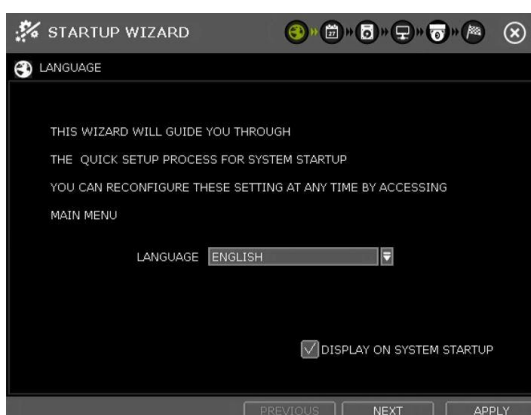 STARTUP WIZARD
LANGUAGE
THIS WIZARD WILL GUIDE YOU THROUGH
THE QUICK SETUP PROCESS FOR SYSTEM STARTUP
YOU CAN RECONFIGURE THESE SETTING AT ANY TIME BY ACCESSING
MAIN MENU
LANGUAGE ENGLISH
DISPLAY ON SYSTEM STARTUP
PREVIOUS NEXT APPLY